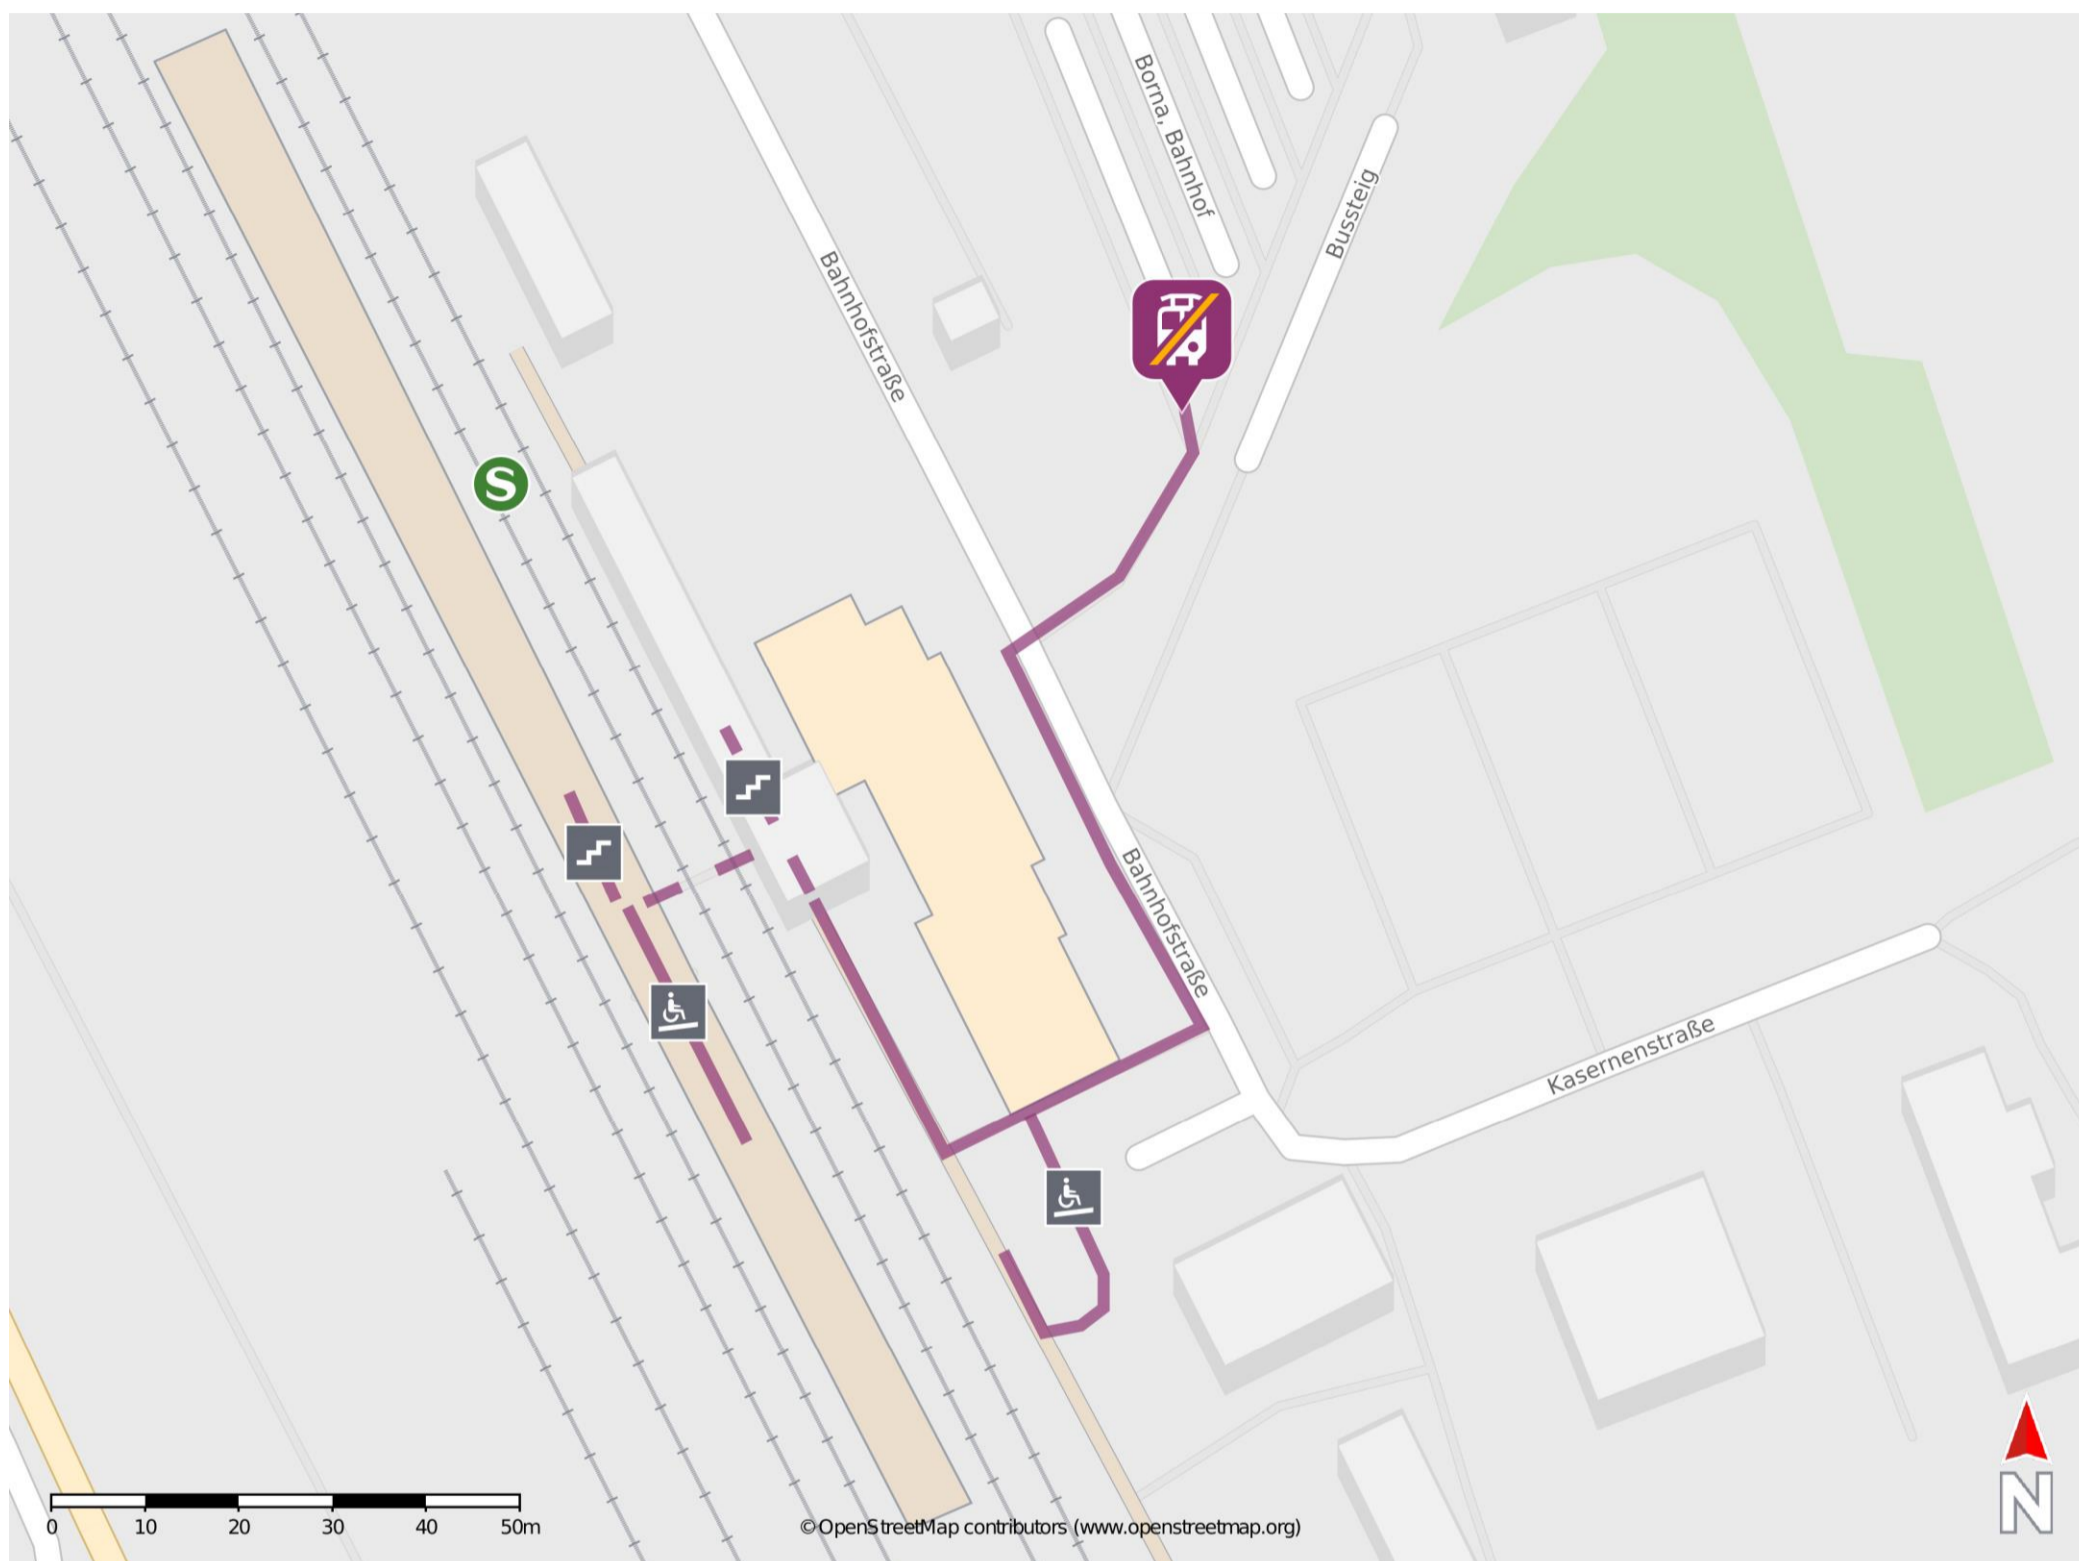 Borna, Bahnhof
Bussteig
Bahnhofstraße
S
Bahnhofstraße
Kasernenstraße
0 10 20 30 40 50m
© OpenStreetMap contributors (www.openstreetmap.org)
N